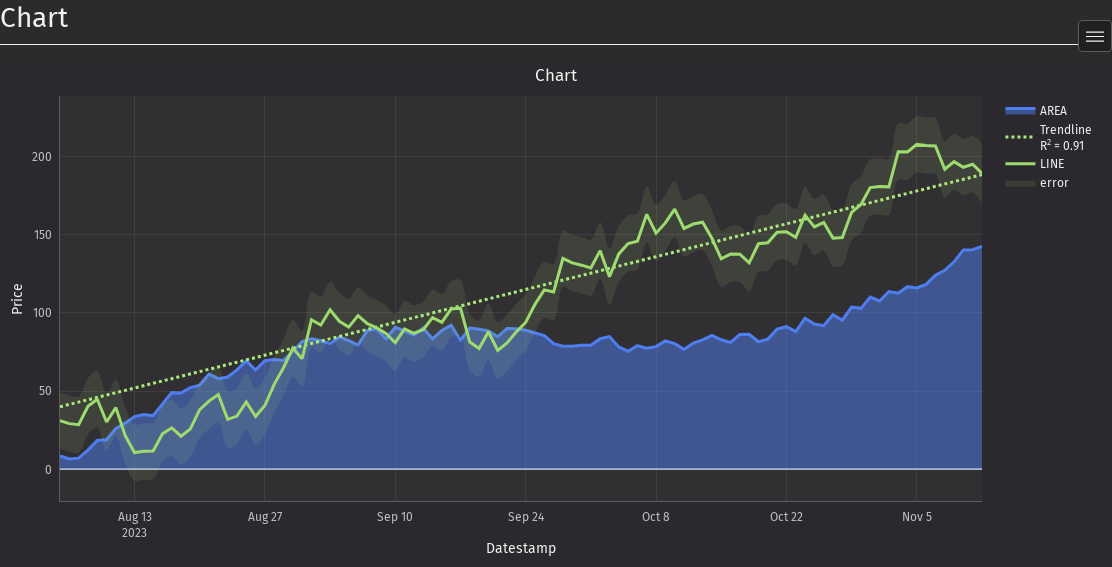 Chart
Chart
AREA
Trendline
R² = 0.91
LINE
error
Price
200
150
100
50
0
Aug 13
2023
Aug 27
Sep 10
Sep 24
Oct 8
Oct 22
Nov 5
Datestamp